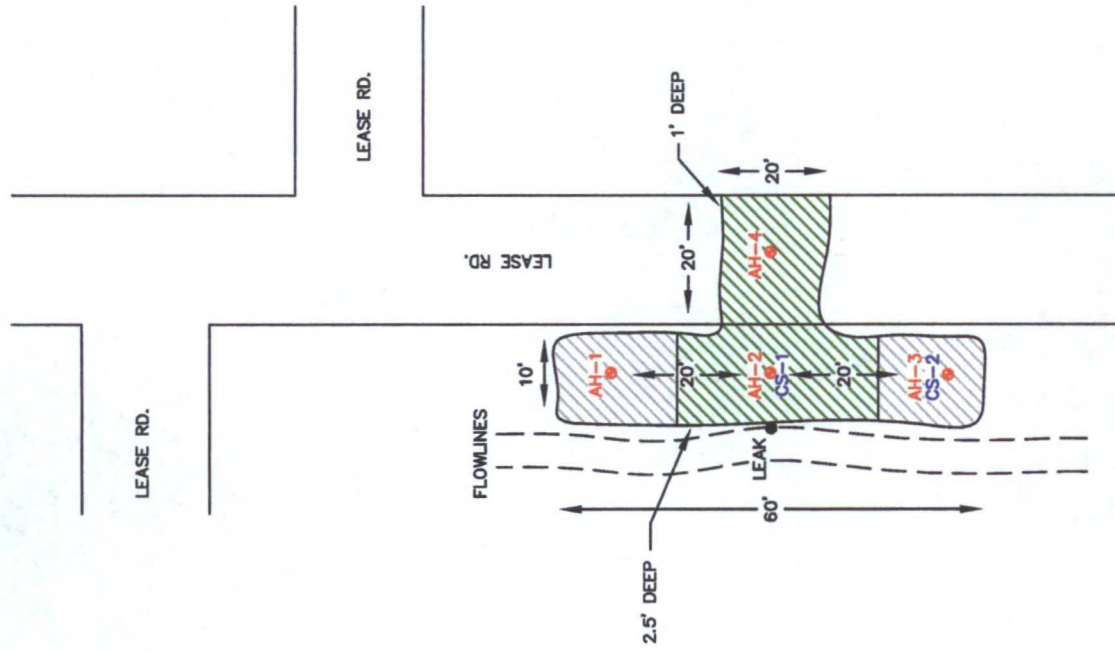 LEASE RD.
LEASE RD.
LEASE RD.
1' DEEP
20'
20'
AH-4
10'
AH-1
20'
AH-2
CS-1
20'
AH-3
CS-2
FLOWLINES
LEAK
60'
2.5' DEEP